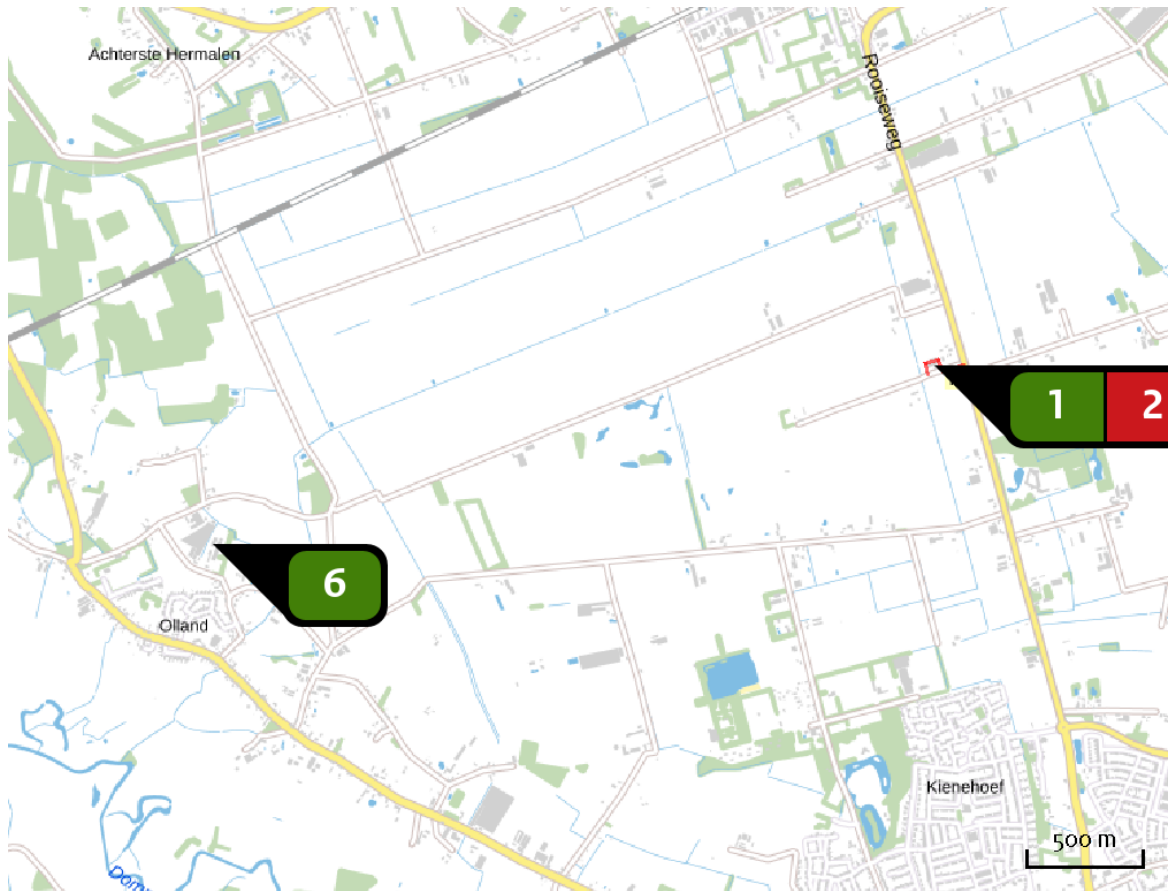 Achterste Hermalen
Rooiseweg
1 2
6
Olland
Kienehoef
500 m